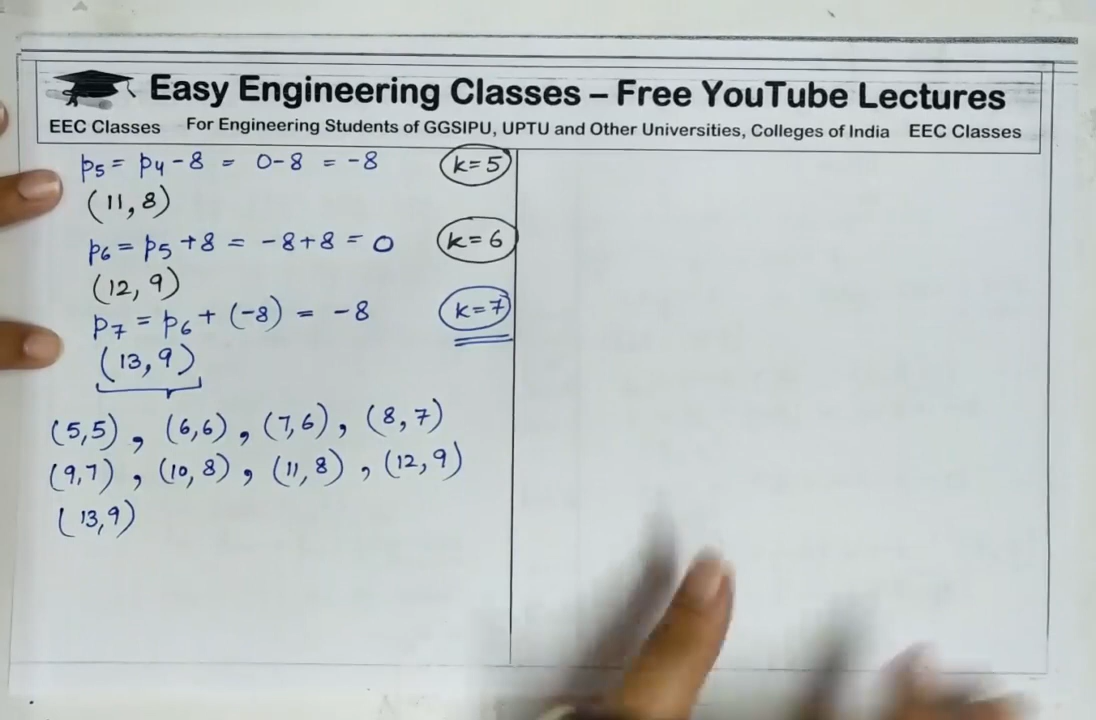 Easy Engineering Classes – Free YouTube Lectures
EEC Classes For Engineering Students of GGSIPU, UPTU and Other Universities, Colleges of India EEC Classes
p5 = p4 - 8 = 0 - 8 = -8 k = 5
(11, 8)
p6 = p5 + 8 = -8 + 8 = 0 k = 6
(12, 9)
p7 = p6 + (-8) = -8 k = 7
(13, 9)
(5,5) , (6,6) , (7,6) , (8,7)
(9,7) , (10,8) , (11,8) , (12,9)
(13,9)